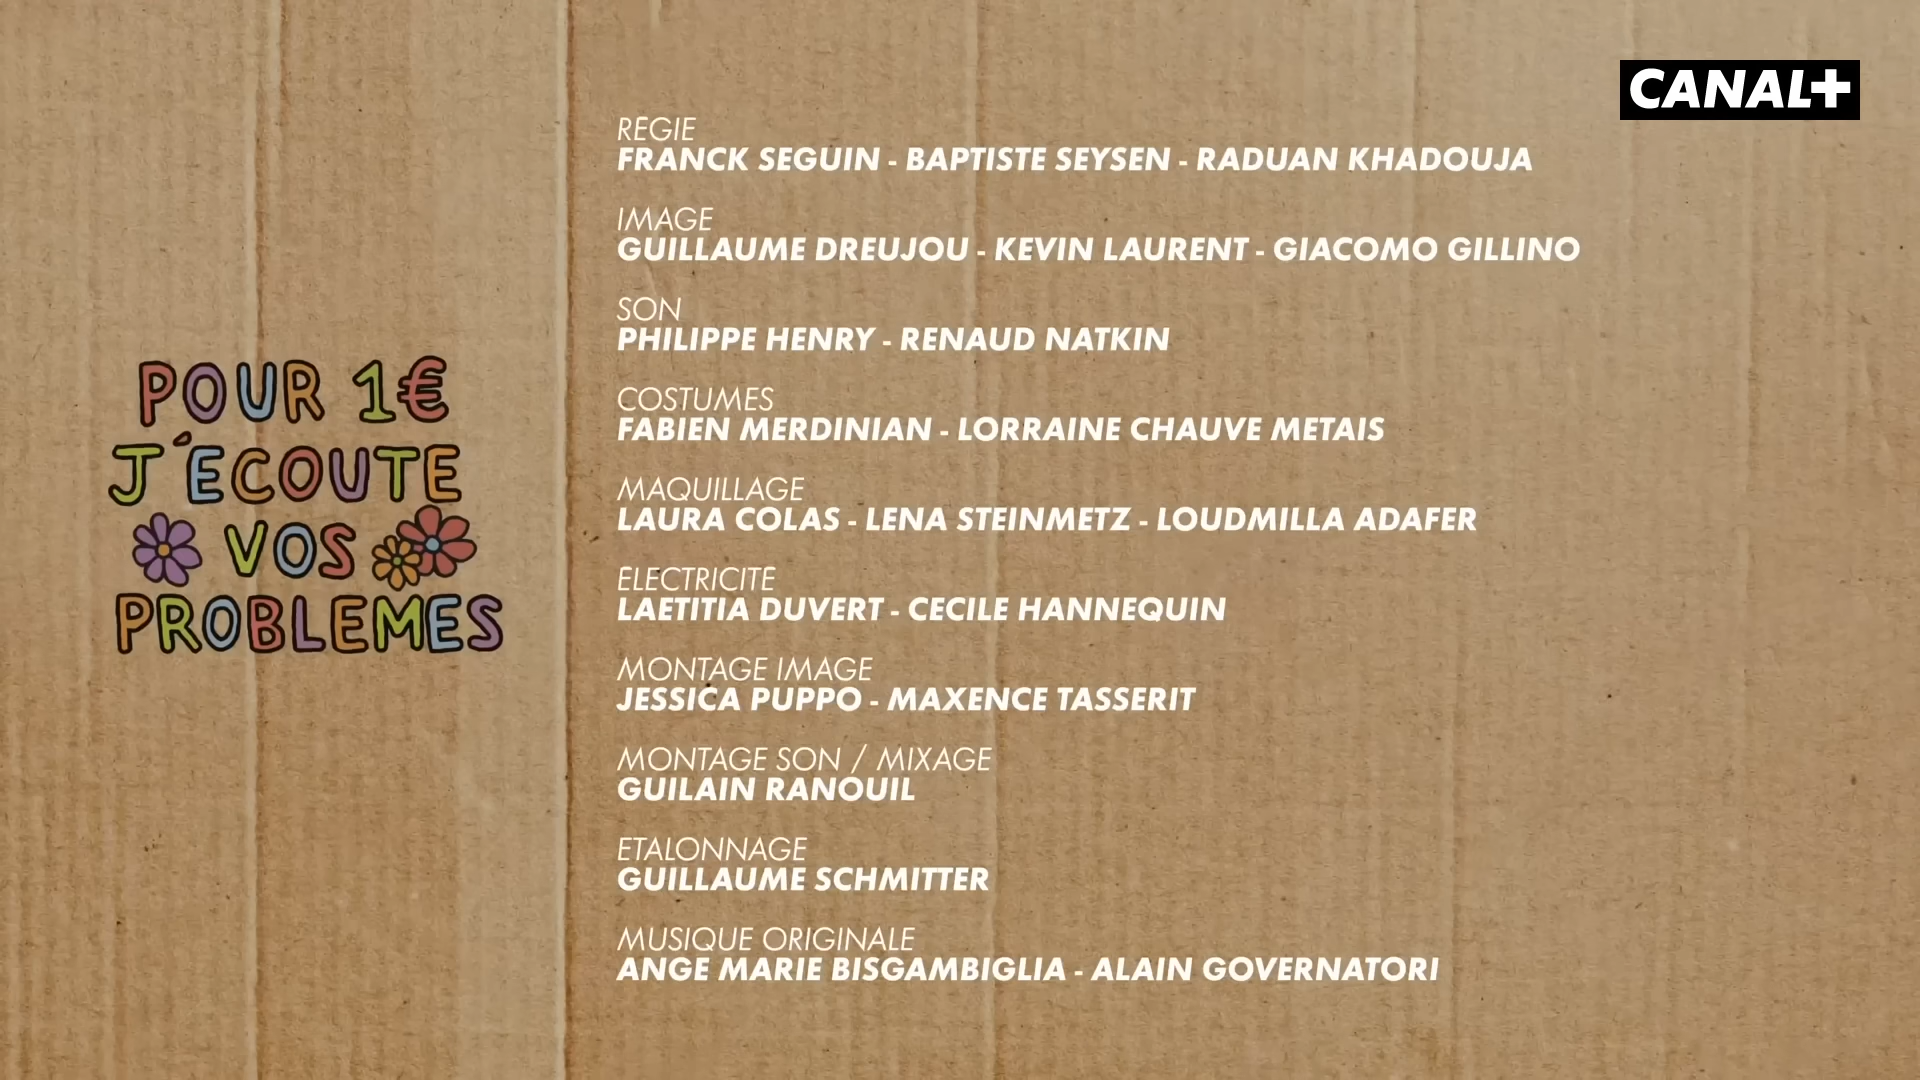 CANAL+
POUR 1€
J'ÉCOUTE
VOS
PROBLEMES
RÉGIE
FRANCK SEGUIN - BAPTISTE SEYSEN - RADUAN KHADOUJA
IMAGE
GUILLAUME DREUJOU - KEVIN LAURENT - GIACOMO GILLINO
SON
PHILIPPE HENRY - RENAUD NATKIN
COSTUMES
FABIEN MERDINIAN - LORRAINE CHAUVE METAIS
MAQUILLAGE
LAURA COLAS - LENA STEINMETZ - LOUDMILLA ADAFER
ÉLECTRICITÉ
LAETITIA DUVERT - CECILE HANNEQUIN
MONTAGE IMAGE
JESSICA PUPPO - MAXENCE TASSERIT
MONTAGE SON / MIXAGE
GUILAIN RANOUIL
ETALONNAGE
GUILLAUME SCHMITTER
MUSIQUE ORIGINALE
ANGE MARIE BISGAMBIGLIA - ALAIN GOVERNATORI